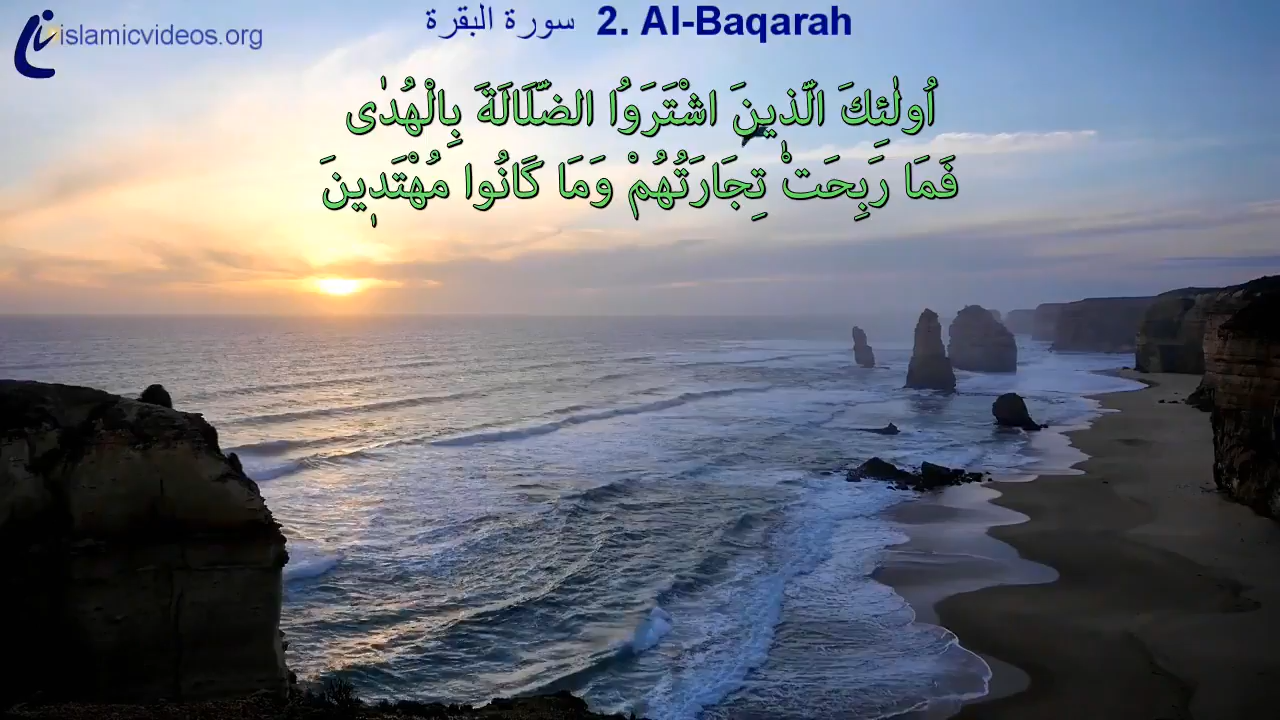 islamicvideos.org
سورة البقرة 2. Al-Baqarah
اُولٰئِكَ الَّذ۪ينَ اشْتَرَوُا الضَّلَالَةَ بِالْهُدٰى
فَمَا رَبِحَتْ تِجَارَتُهُمْ وَمَا كَانُوا مُهْتَد۪ينَ